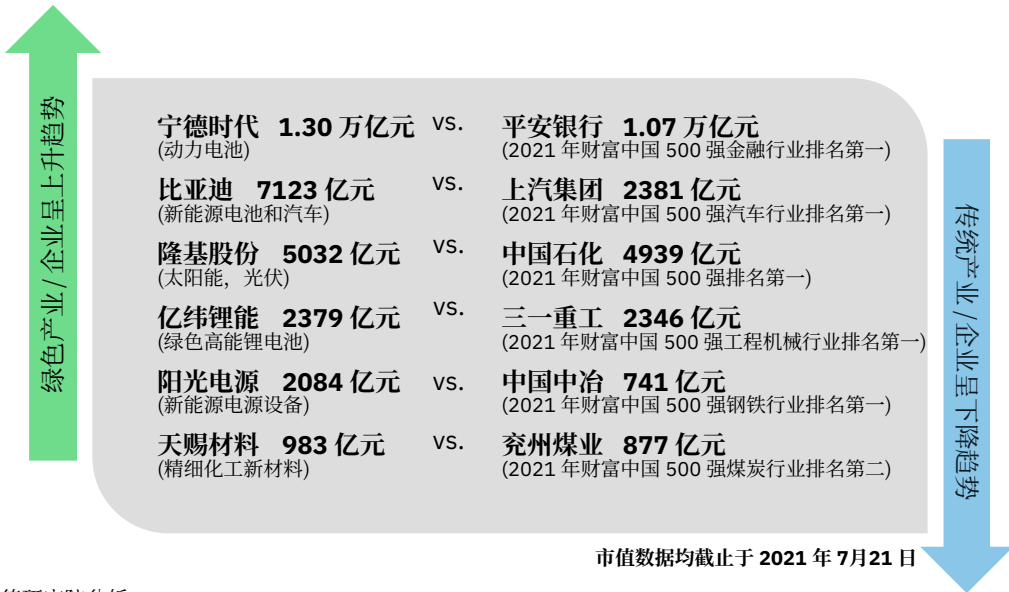 绿色产业/企业呈上升趋势
宁德时代 1.30 万亿元 vs. 平安银行 1.07 万亿元
(动力电池) (2021 年财富中国 500 强金融行业排名第一)
比亚迪 7123 亿元 vs. 上汽集团 2381 亿元
(新能源电池和汽车) (2021 年财富中国 500 强汽车行业排名第一)
隆基股份 5032 亿元 vs. 中国石化 4939 亿元
(太阳能，光伏) (2021 年财富中国 500 强排名第一)
亿纬锂能 2379 亿元 vs. 三一重工 2346 亿元
(绿色高能锂电池) (2021 年财富中国 500 强工程机械行业排名第一)
阳光电源 2084 亿元 vs. 中国中冶 741 亿元
(新能源电源设备) (2021 年财富中国 500 强钢铁行业排名第一)
天赐材料 983 亿元 vs. 兖州煤业 877 亿元
(精细化工新材料) (2021 年财富中国 500 强煤炭行业排名第二)
传统产业/企业呈下降趋势
市值数据均截止于 2021 年 7月21 日